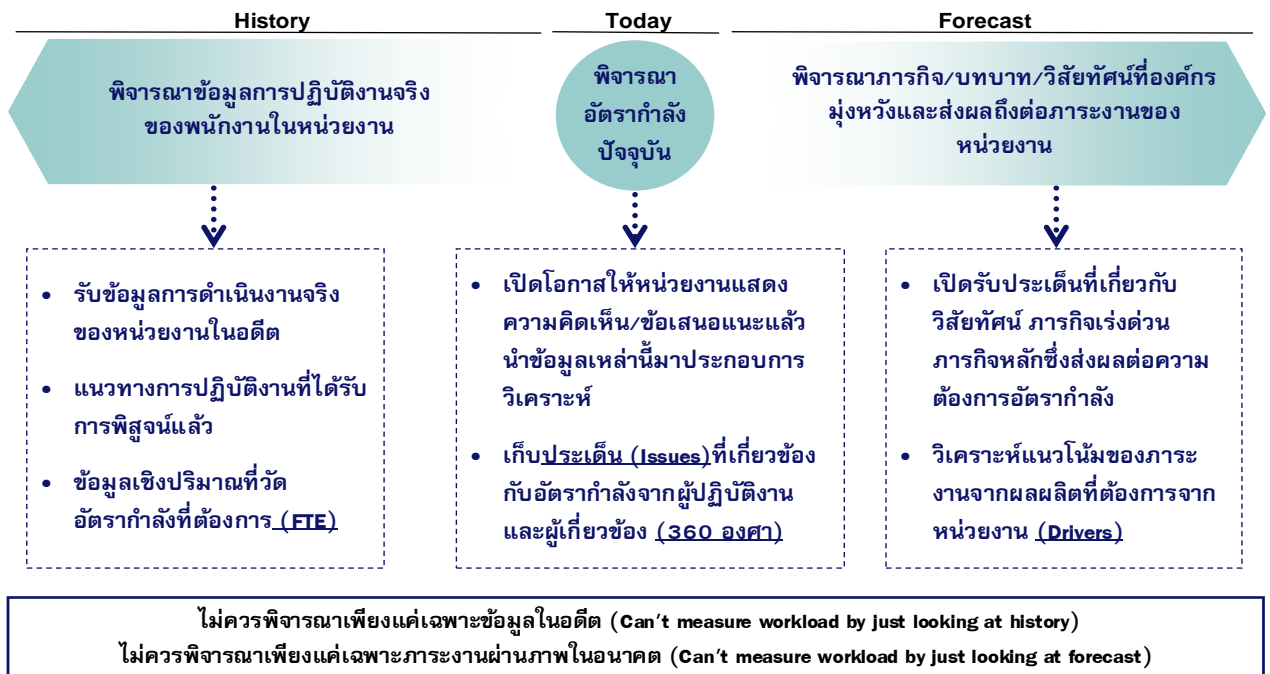 History
Today
Forecast
พิจารณาข้อมูลการปฏิบัติงานจริง
ของพนักงานในหน่วยงาน
พิจารณา
อัตรากำลัง
ปัจจุบัน
พิจารณาภารกิจ/บทบาท/วิสัยทัศน์ที่องค์กร
มุ่งหวังและส่งผลถึงต่อภาระงานของ
หน่วยงาน
• รับข้อมูลการดำเนินงานจริง
ของหน่วยงานในอดีต
• แนวทางการปฏิบัติงานที่ได้รับ
การพิสูจน์แล้ว
• ข้อมูลเชิงปริมาณที่วัด
อัตรากำลังที่ต้องการ (FTE)
• เปิดโอกาสให้หน่วยงานแสดง
ความคิดเห็น/ข้อเสนอแนะแล้ว
นำข้อมูลเหล่านี้มาประกอบการ
วิเคราะห์
• เก็บประเด็น (Issues)ที่เกี่ยวข้อง
กับอัตรากำลังจากผู้ปฏิบัติงาน
และผู้เกี่ยวข้อง (360 องศา)
• เปิดรับประเด็นที่เกี่ยวกับ
วิสัยทัศน์ ภารกิจเร่งด่วน
ภารกิจหลักซึ่งส่งผลต่อความ
ต้องการอัตรากำลัง
• วิเคราะห์แนวโน้มของภาระ
งานจากผลผลิตที่ต้องการจาก
หน่วยงาน (Drivers)
ไม่ควรพิจารณาเพียงแค่เฉพาะข้อมูลในอดีต (Can't measure workload by just looking at history)
ไม่ควรพิจารณาเพียงแค่เฉพาะภาระงานผ่านภาพในอนาคต (Can't measure workload by just looking at forecast)